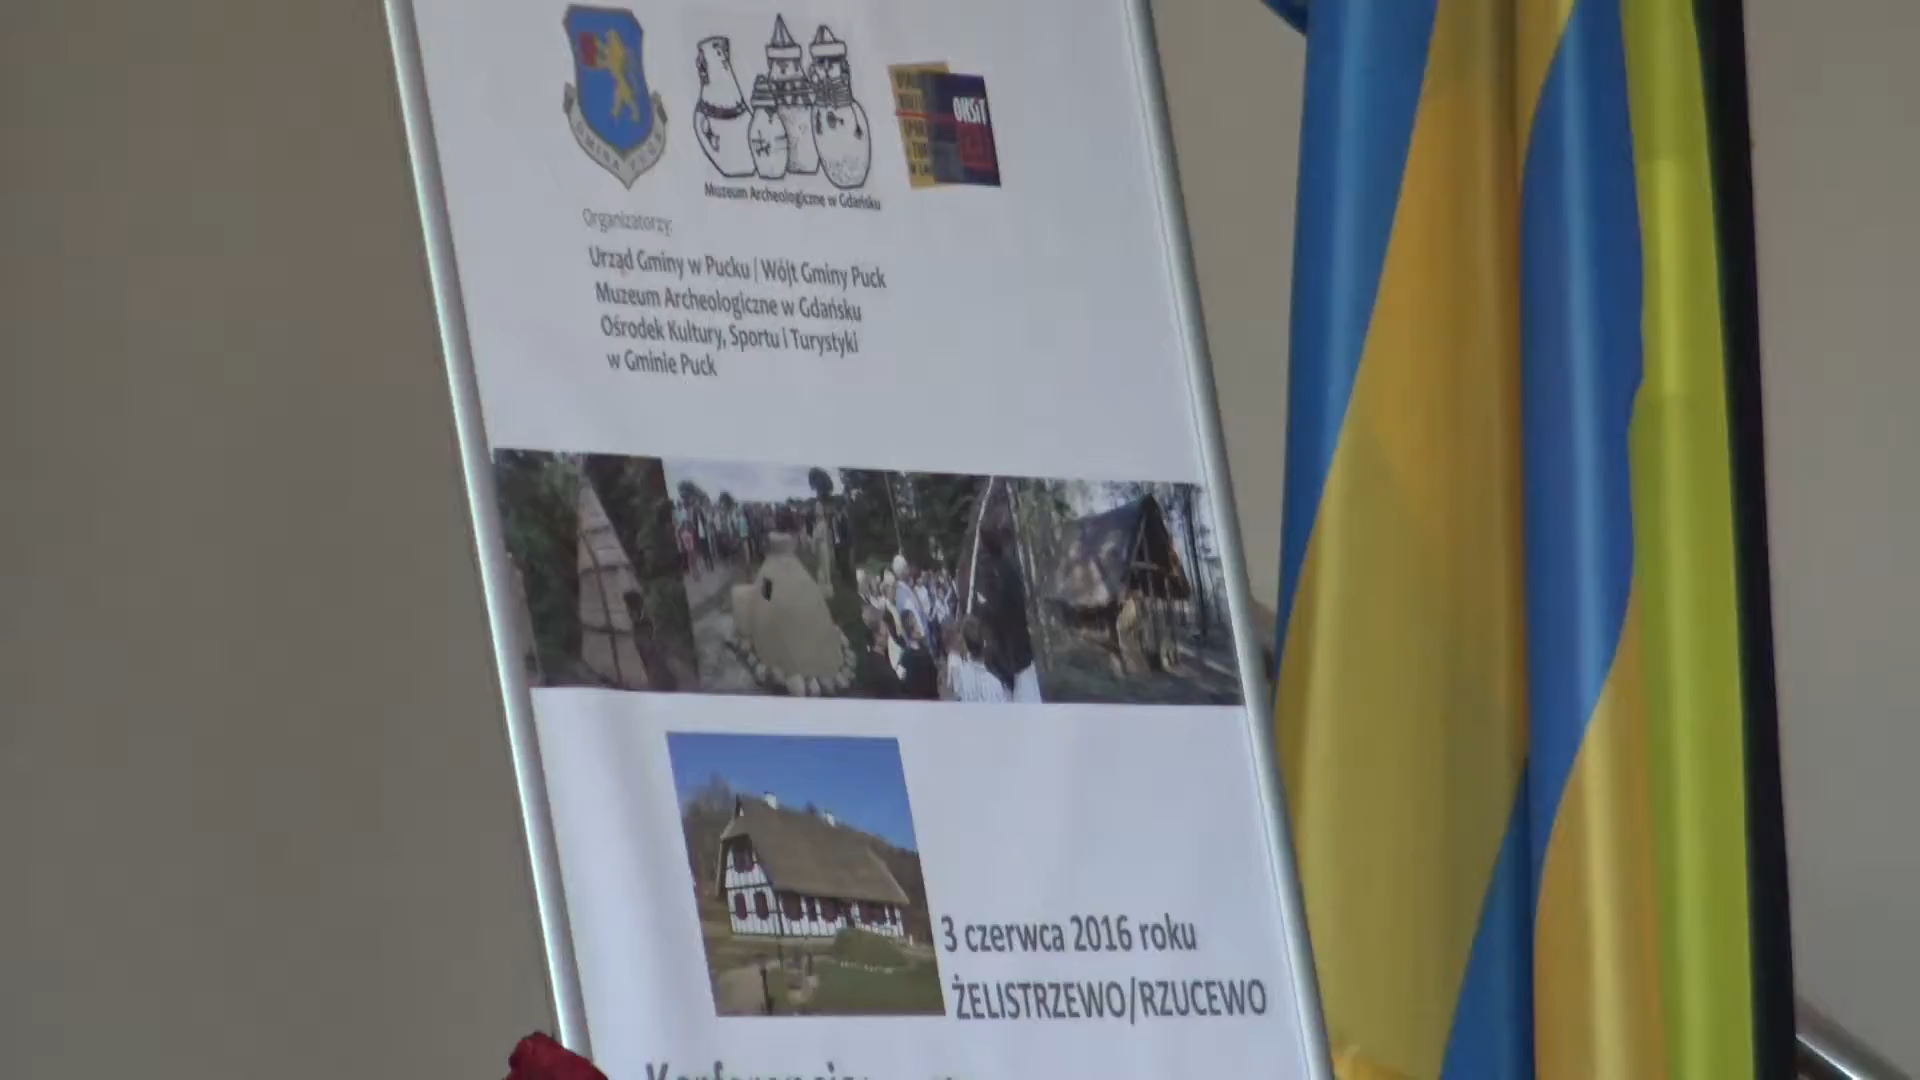 GMINA PUCK
Muzeum Archeologiczne w Gdańsku
OKSiT
Organizatorzy:
Urząd Gminy w Pucku | Wójt Gminy Puck
Muzeum Archeologiczne w Gdańsku
Ośrodek Kultury, Sportu i Turystyki
w Gminie Puck
3 czerwca 2016 roku
ŻELISTRZEWO/RZUCEWO